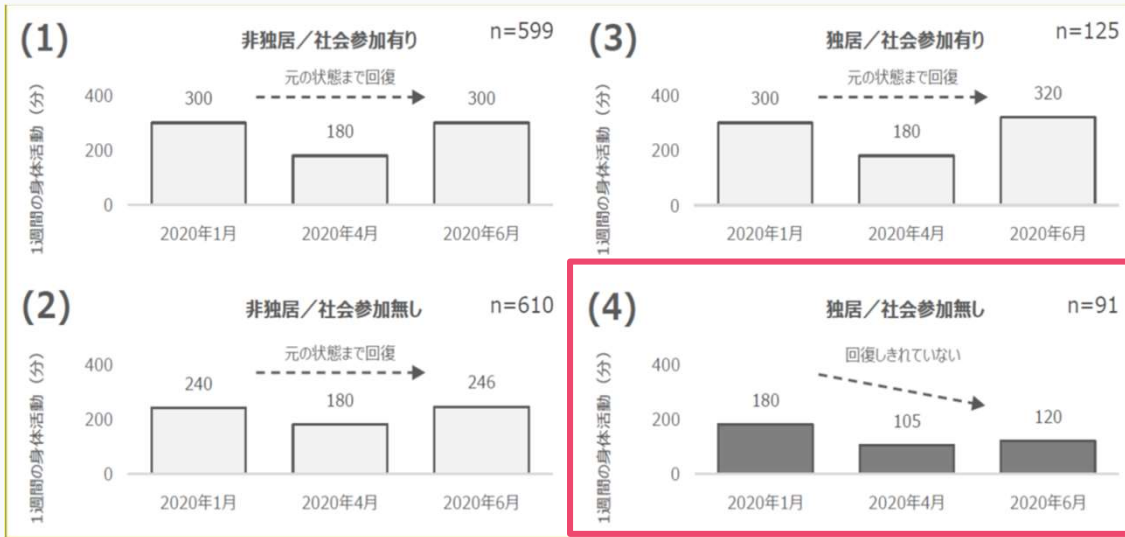 (1)
非独居／社会参加有り
n=599
1週間の身体活動（分）
元の状態まで回復
400
200
0
300
180
300
2020年1月
2020年4月
2020年6月
(3)
独居／社会参加有り
n=125
1週間の身体活動（分）
元の状態まで回復
400
200
0
300
180
320
2020年1月
2020年4月
2020年6月
(2)
非独居／社会参加無し
n=610
1週間の身体活動（分）
元の状態まで回復
400
200
0
240
180
246
2020年1月
2020年4月
2020年6月
(4)
独居／社会参加無し
n=91
1週間の身体活動（分）
回復しきれていない
400
200
0
180
105
120
2020年1月
2020年4月
2020年6月